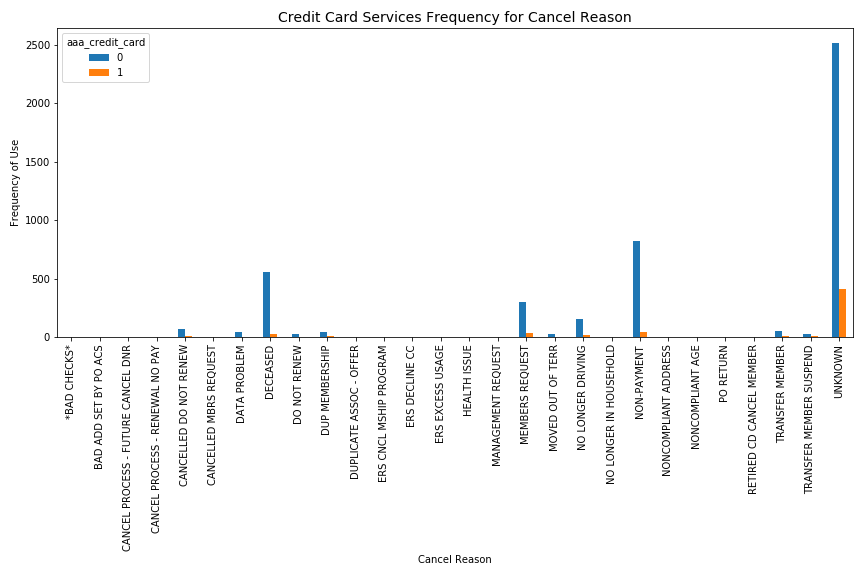 Credit Card Services Frequency for Cancel Reason
aaa_credit_card
0
1
2500
2000
1500
1000
500
0
Frequency of Use
*BAD CHECKS*
BAD ADD SET BY PO ACS
CANCEL PROCESS - FUTURE CANCEL DNR
CANCEL PROCESS - RENEWAL NO PAY
CANCELLED DO NOT RENEW
CANCELLED MBRS REQUEST
DATA PROBLEM
DECEASED
DO NOT RENEW
DUP MEMBERSHIP
DUPLICATE ASSOC - OFFER
ERS CNCL MSHIP PROGRAM
ERS DECLINE CC
ERS EXCESS USAGE
HEALTH ISSUE
MANAGEMENT REQUEST
MEMBERS REQUEST
MOVED OUT OF TERR
NO LONGER DRIVING
NO LONGER IN HOUSEHOLD
NON-PAYMENT
NONCOMPLIANT ADDRESS
NONCOMPLIANT AGE
PO RETURN
RETIRED CD CANCEL MEMBER
TRANSFER MEMBER
TRANSFER MEMBER SUSPEND
UNKNOWN
Cancel Reason